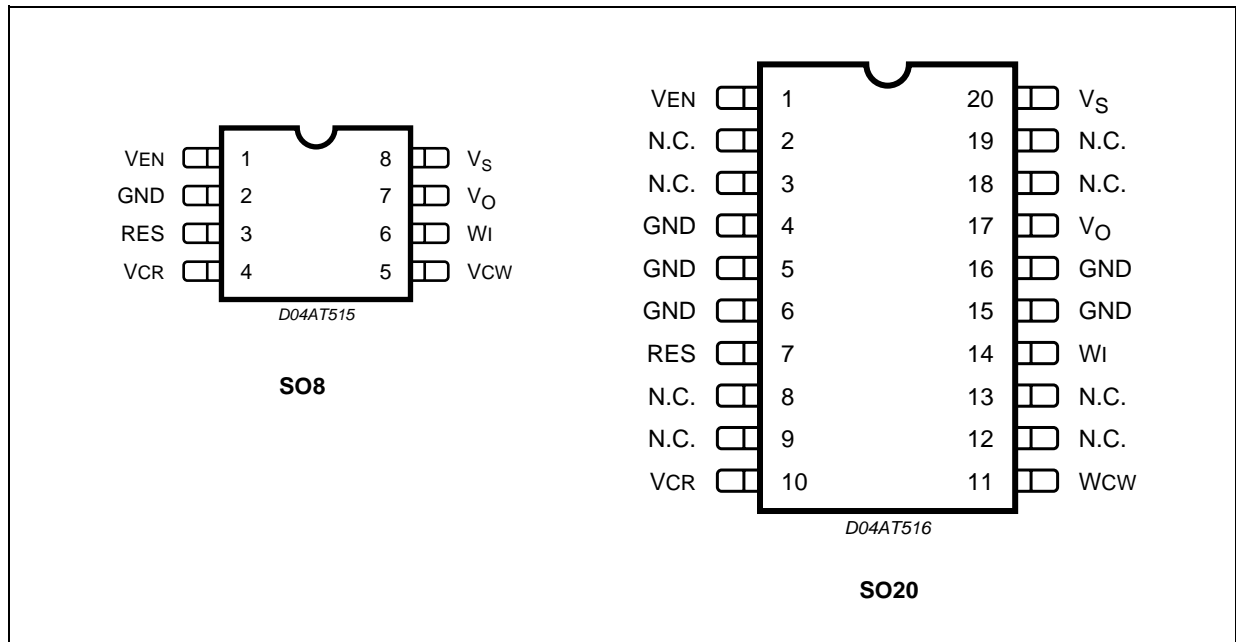 VEN 1 8 VS
GND 2 7 VO
RES 3 6 WI
VCR 4 5 VCW
D04AT515
SO8
VEN 1 20 VS
N.C. 2 19 N.C.
N.C. 3 18 N.C.
GND 4 17 VO
GND 5 16 GND
GND 6 15 GND
RES 7 14 WI
N.C. 8 13 N.C.
N.C. 9 12 N.C.
VCR 10 11 WCW
D04AT516
SO20